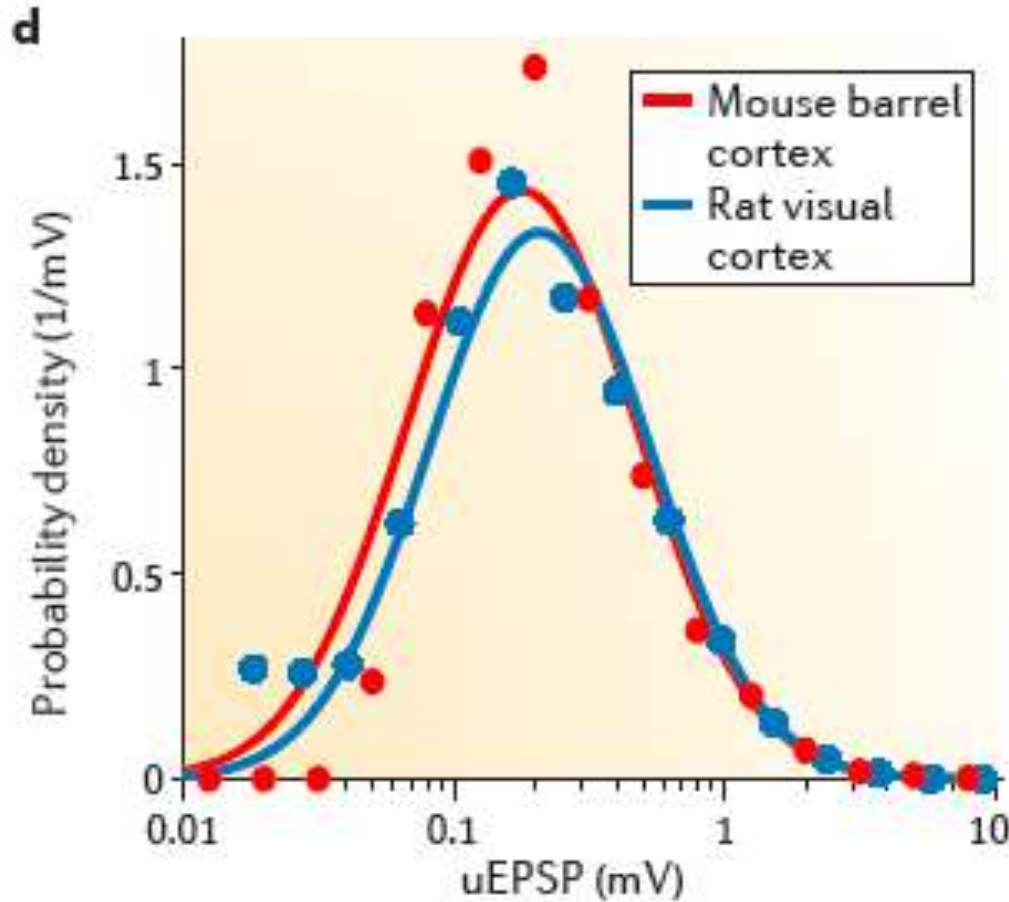 d
Mouse barrel
cortex
Rat visual
cortex
Probability density (1/m V)
1.5
1
0.5
0
0.01
0.1
1
10
uEPSP (mV)